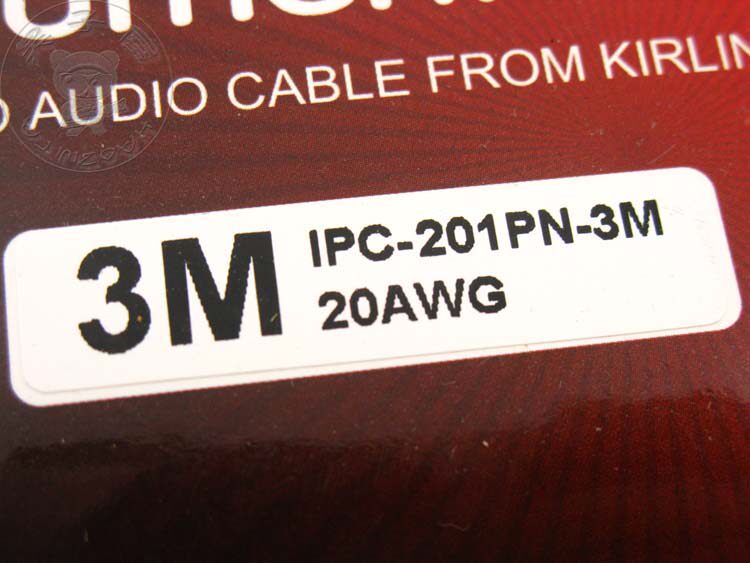 AUDIO CABLE FROM KIRLIN
3M
IPC-201PN-3M
20AWG